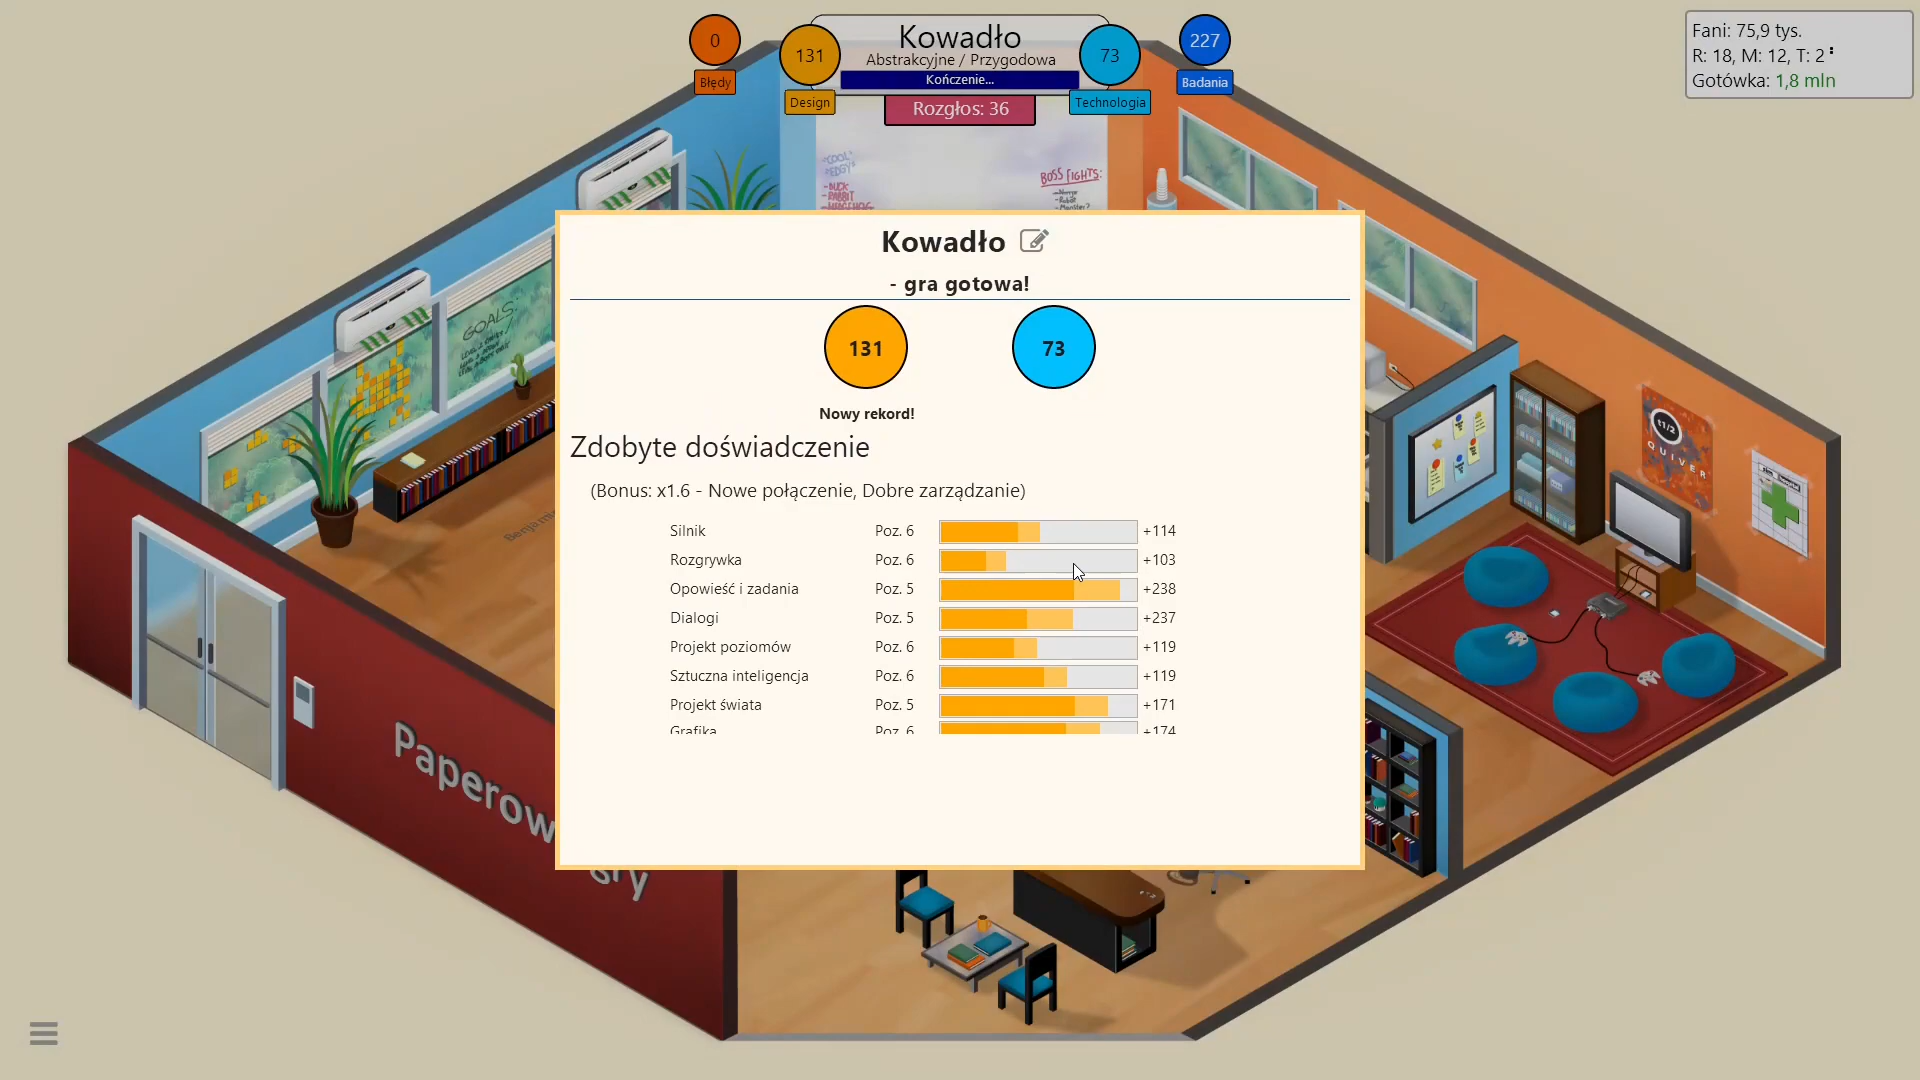 0
Błędy
131
Design
Kowadło
Abstrakcyjne / Przygodowa
Kończenie...
Rozgłos: 36
73
Technologia
227
Badania
Fani: 75,9 tys.
R: 18, M: 12, T: 2
Gotówka: 1,8 mln
BOSS FIGHTS:
GOALS:
QUIVER
t1/2
Kowadło
- gra gotowa!
131
73
Nowy rekord!
Zdobyte doświadczenie
(Bonus: x1.6 - Nowe połączenie, Dobre zarządzanie)
Silnik Poz. 6 +114
Rozgrywka Poz. 6 +103
Opowieść i zadania Poz. 5 +238
Dialogi Poz. 5 +237
Projekt poziomów Poz. 6 +119
Sztuczna inteligencja Poz. 6 +119
Projekt świata Poz. 5 +171
Grafika Poz. 6 +174
Paperow
gry